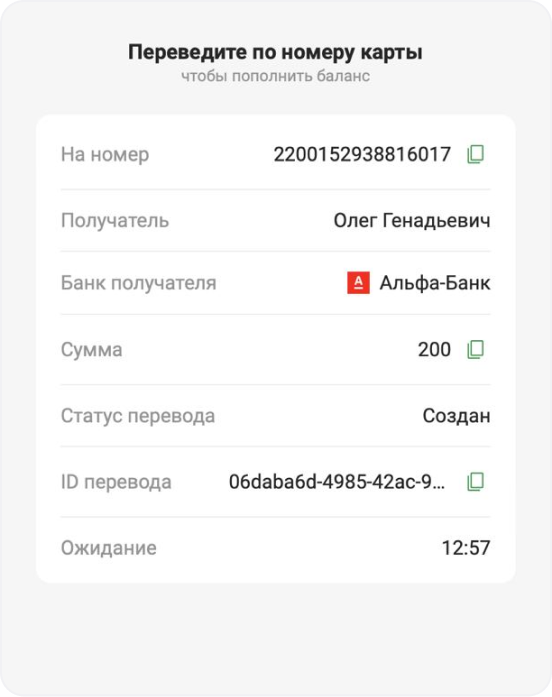 Переведите по номеру карты
чтобы пополнить баланс
На номер 2200152938816017
Получатель Олег Генадьевич
Банк получателя А Альфа-Банк
Сумма 200
Статус перевода Создан
ID перевода 06daba6d-4985-42ac-9...
Ожидание 12:57